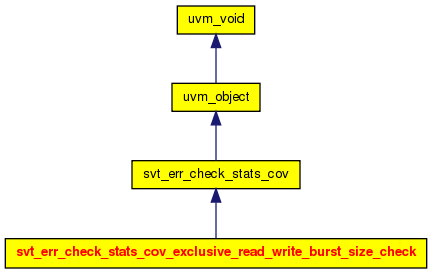 uvm_void
uvm_object
svt_err_check_stats_cov
svt_err_check_stats_cov_exclusive_read_write_burst_size_check